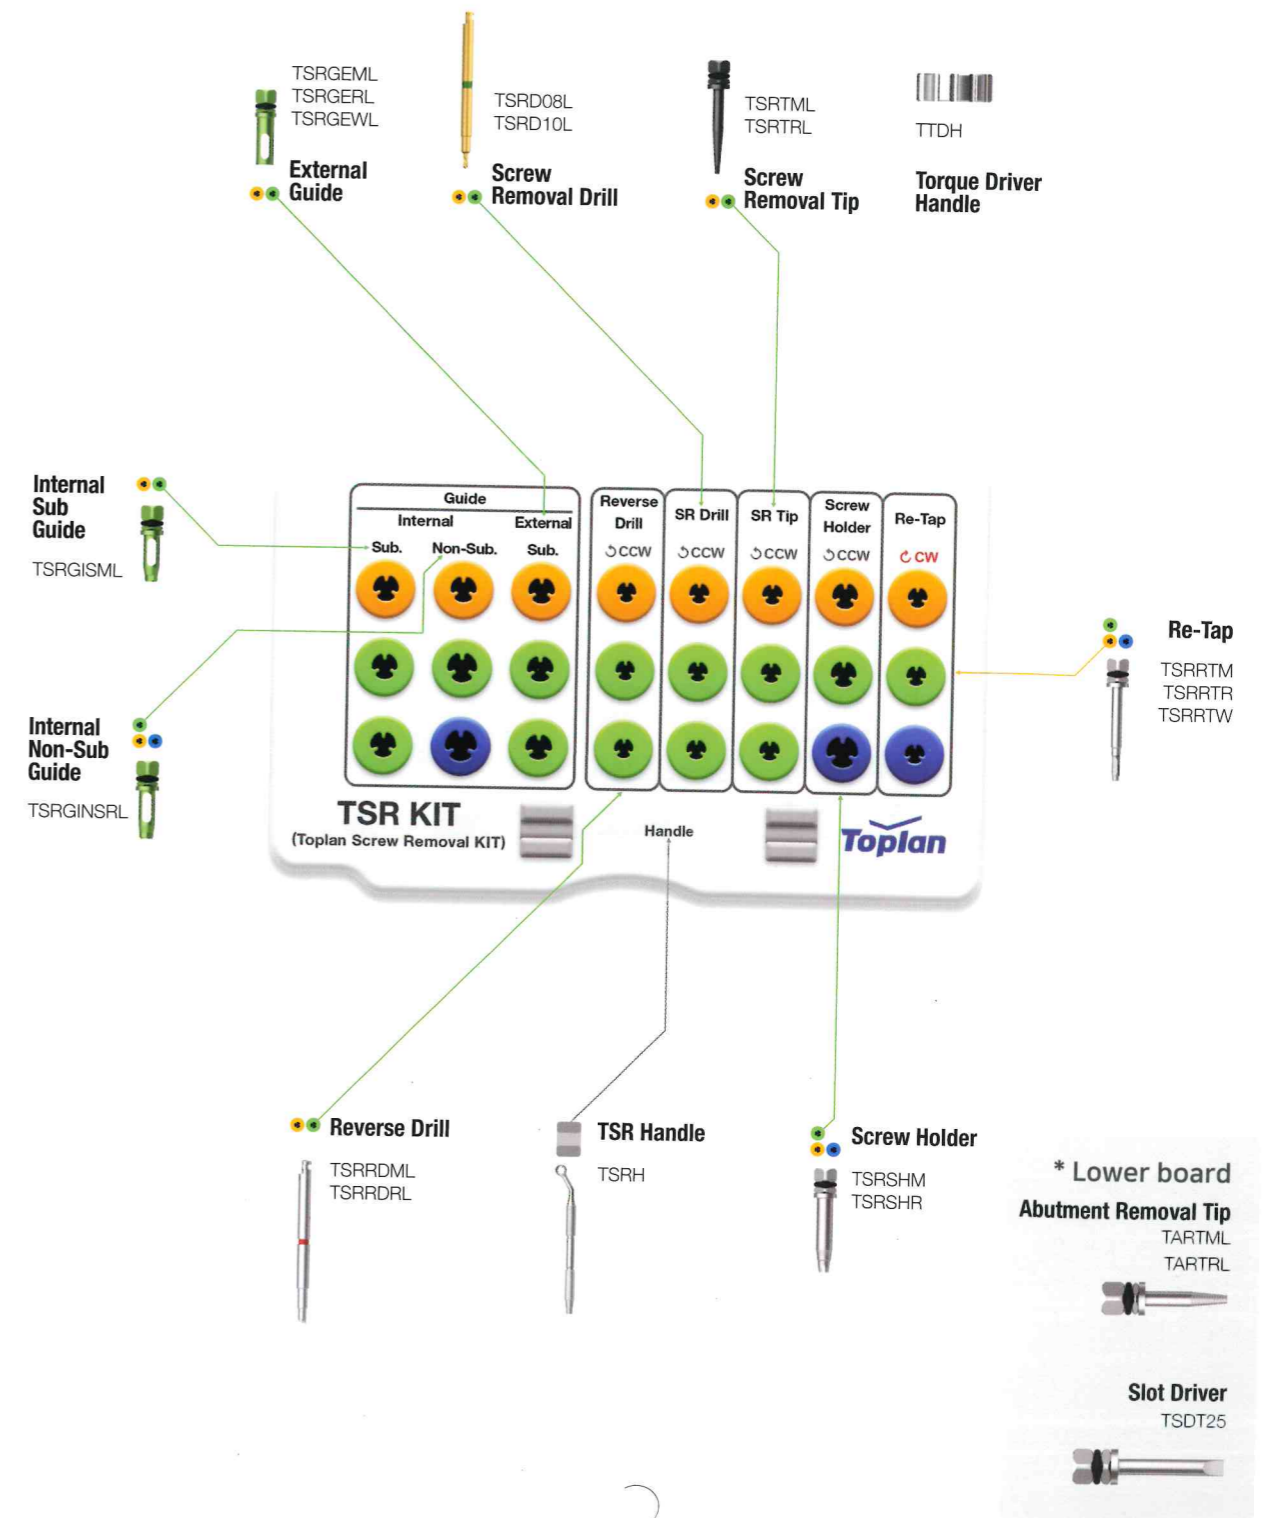 TSRGEML
TSRGERL
TSRGEWL
External
Guide
TSRD08L
TSRD10L
Screw
Removal Drill
TSRTML
TSRTRL
Screw
Removal Tip
TTDH
Torque Driver
Handle
Internal
Sub
Guide
TSRGISML
Internal
Non-Sub
Guide
TSRGINSRL
Guide
Internal
External
Sub.
Non-Sub.
Sub.
Reverse
Drill
CCW
SR Drill
CCW
SR Tip
CCW
Screw
Holder
CCW
Re-Tap
CW
TSR KIT
(Toplan Screw Removal KIT)
Handle
Toplan
Re-Tap
TSRRTM
TSRRTR
TSRRTW
Reverse Drill
TSRRDML
TSRRDRL
TSR Handle
TSRH
Screw Holder
TSRSHM
TSRSHR
* Lower board
Abutment Removal Tip
TARTML
TARTRL
Slot Driver
TSDT25